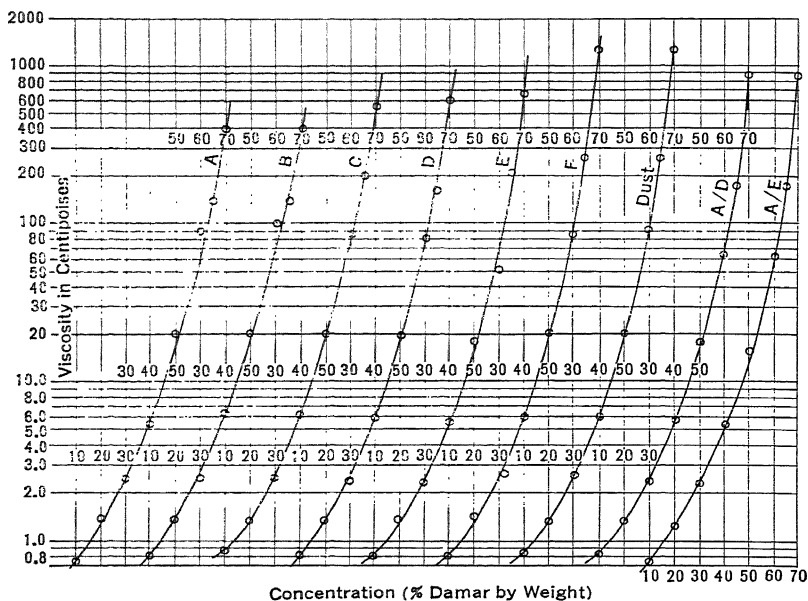 2000
1000
800
600
500
400
300
200
100
80
60
50
40
30
20
10.0
8.0
6.0
5.0
4.0
3.0
2.0
1.0
0.8
Viscosity in Centipoises
50 60 70 50 60 70 50 60 70 50 60 70 50 60 70 50 60 70 50 60 70 50 60 70
A
B
C
D
E
F
Dust
A/D
A/E
30 40 50 30 40 50 30 40 50 30 40 50 30 40 50 30 40 50 30 40 50 30 40 50
10 20 30 10 20 30 10 20 30 10 20 30 10 20 30 10 20 30 10 20 30 10 20 30
10 20 30 40 50 60 70
Concentration (% Damar by Weight)